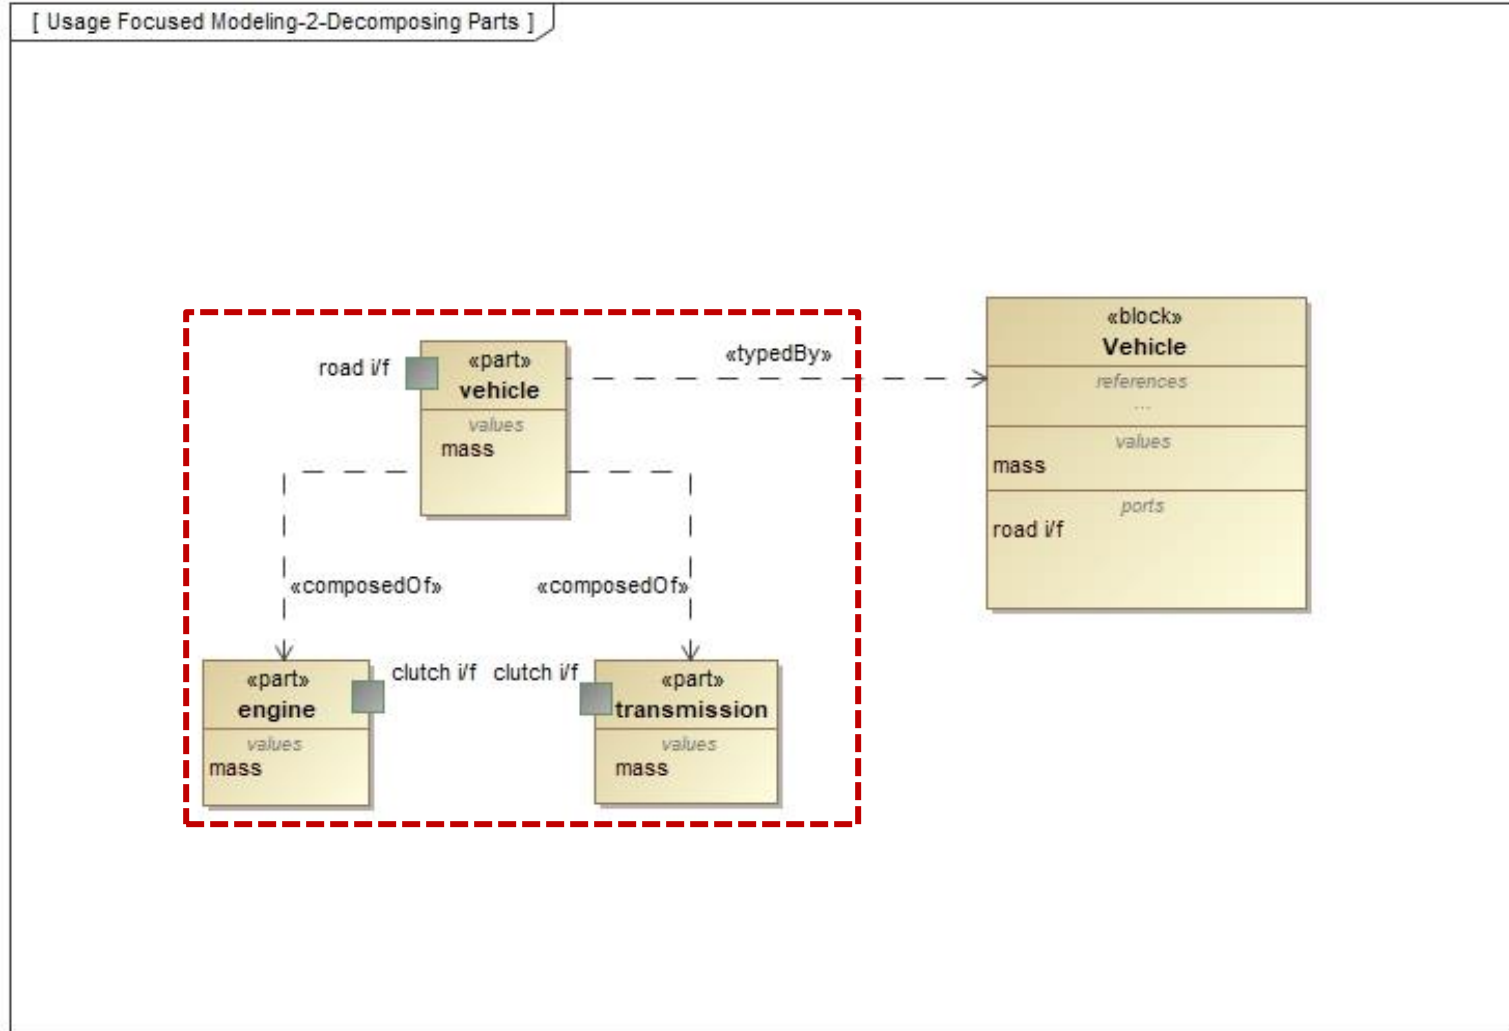 [ Usage Focused Modeling-2-Decomposing Parts ]
road i/f
«part»
vehicle
values
mass
«typedBy»
«block»
Vehicle
references
...
values
mass
ports
road i/f
«composedOf»
«composedOf»
«part»
engine
values
mass
clutch i/f
clutch i/f
«part»
transmission
values
mass